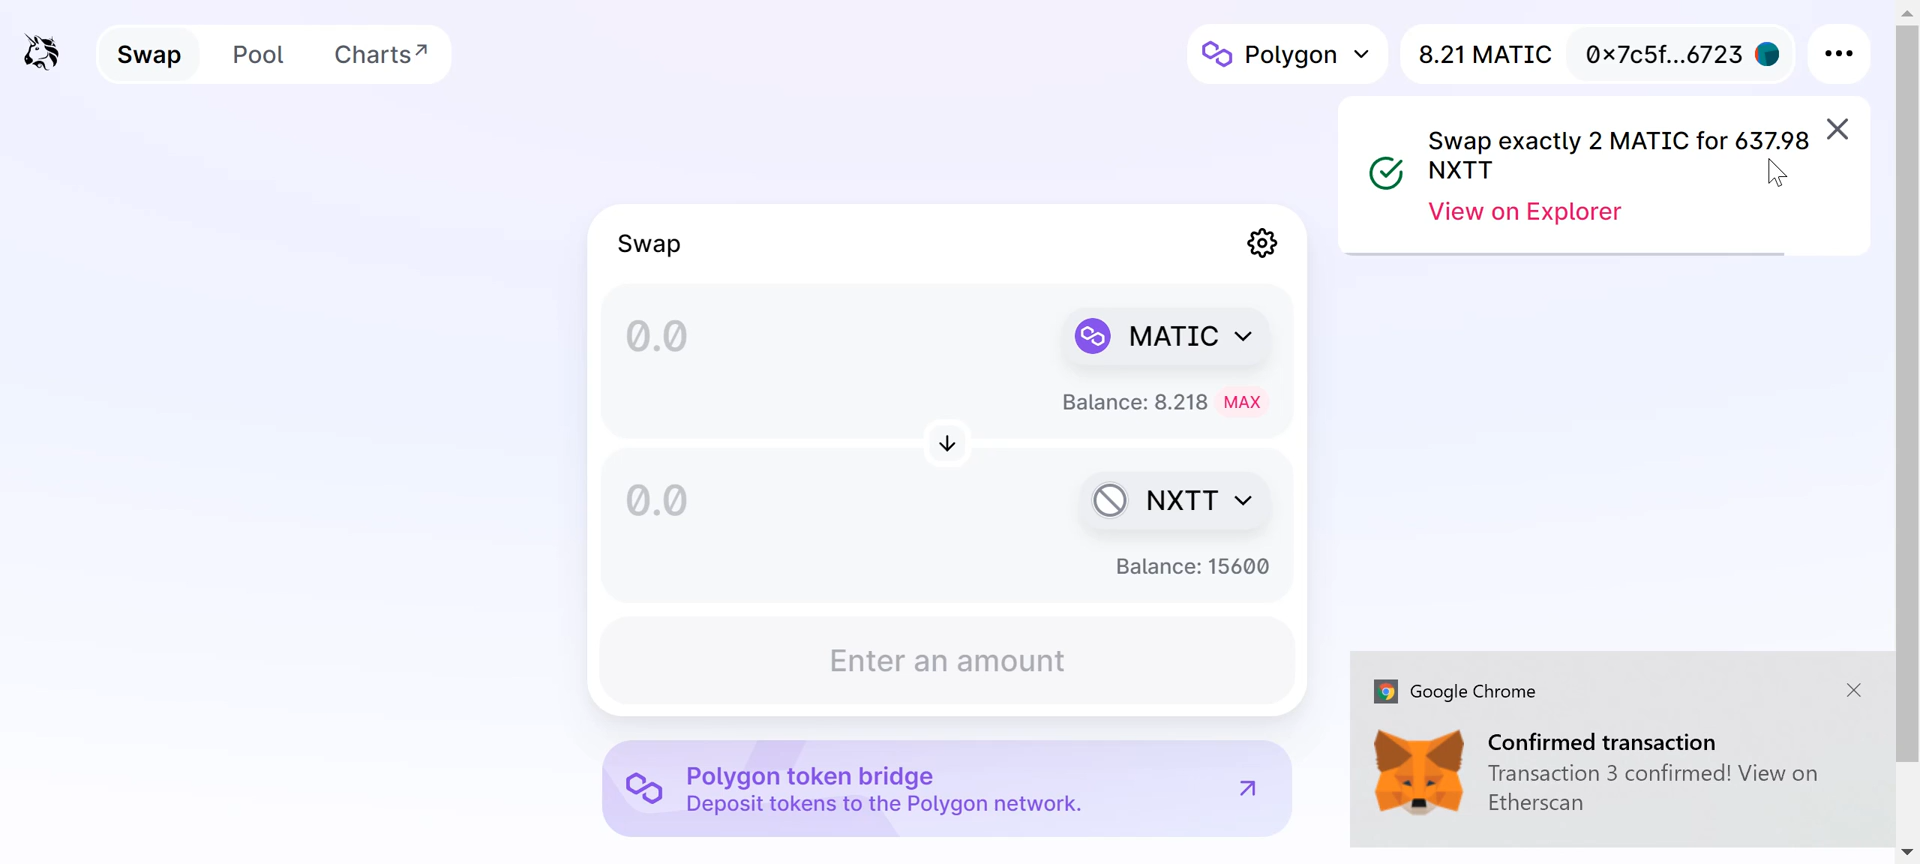 Swap Pool Charts↗ Polygon 8.21 MATIC 0×7c5f...6723
Swap exactly 2 MATIC for 637.98
NXTT
View on Explorer
Swap
0.0 MATIC
Balance: 8.218 MAX
0.0 NXTT
Balance: 15600
Enter an amount
Polygon token bridge
Deposit tokens to the Polygon network.
Google Chrome
Confirmed transaction
Transaction 3 confirmed! View on
Etherscan